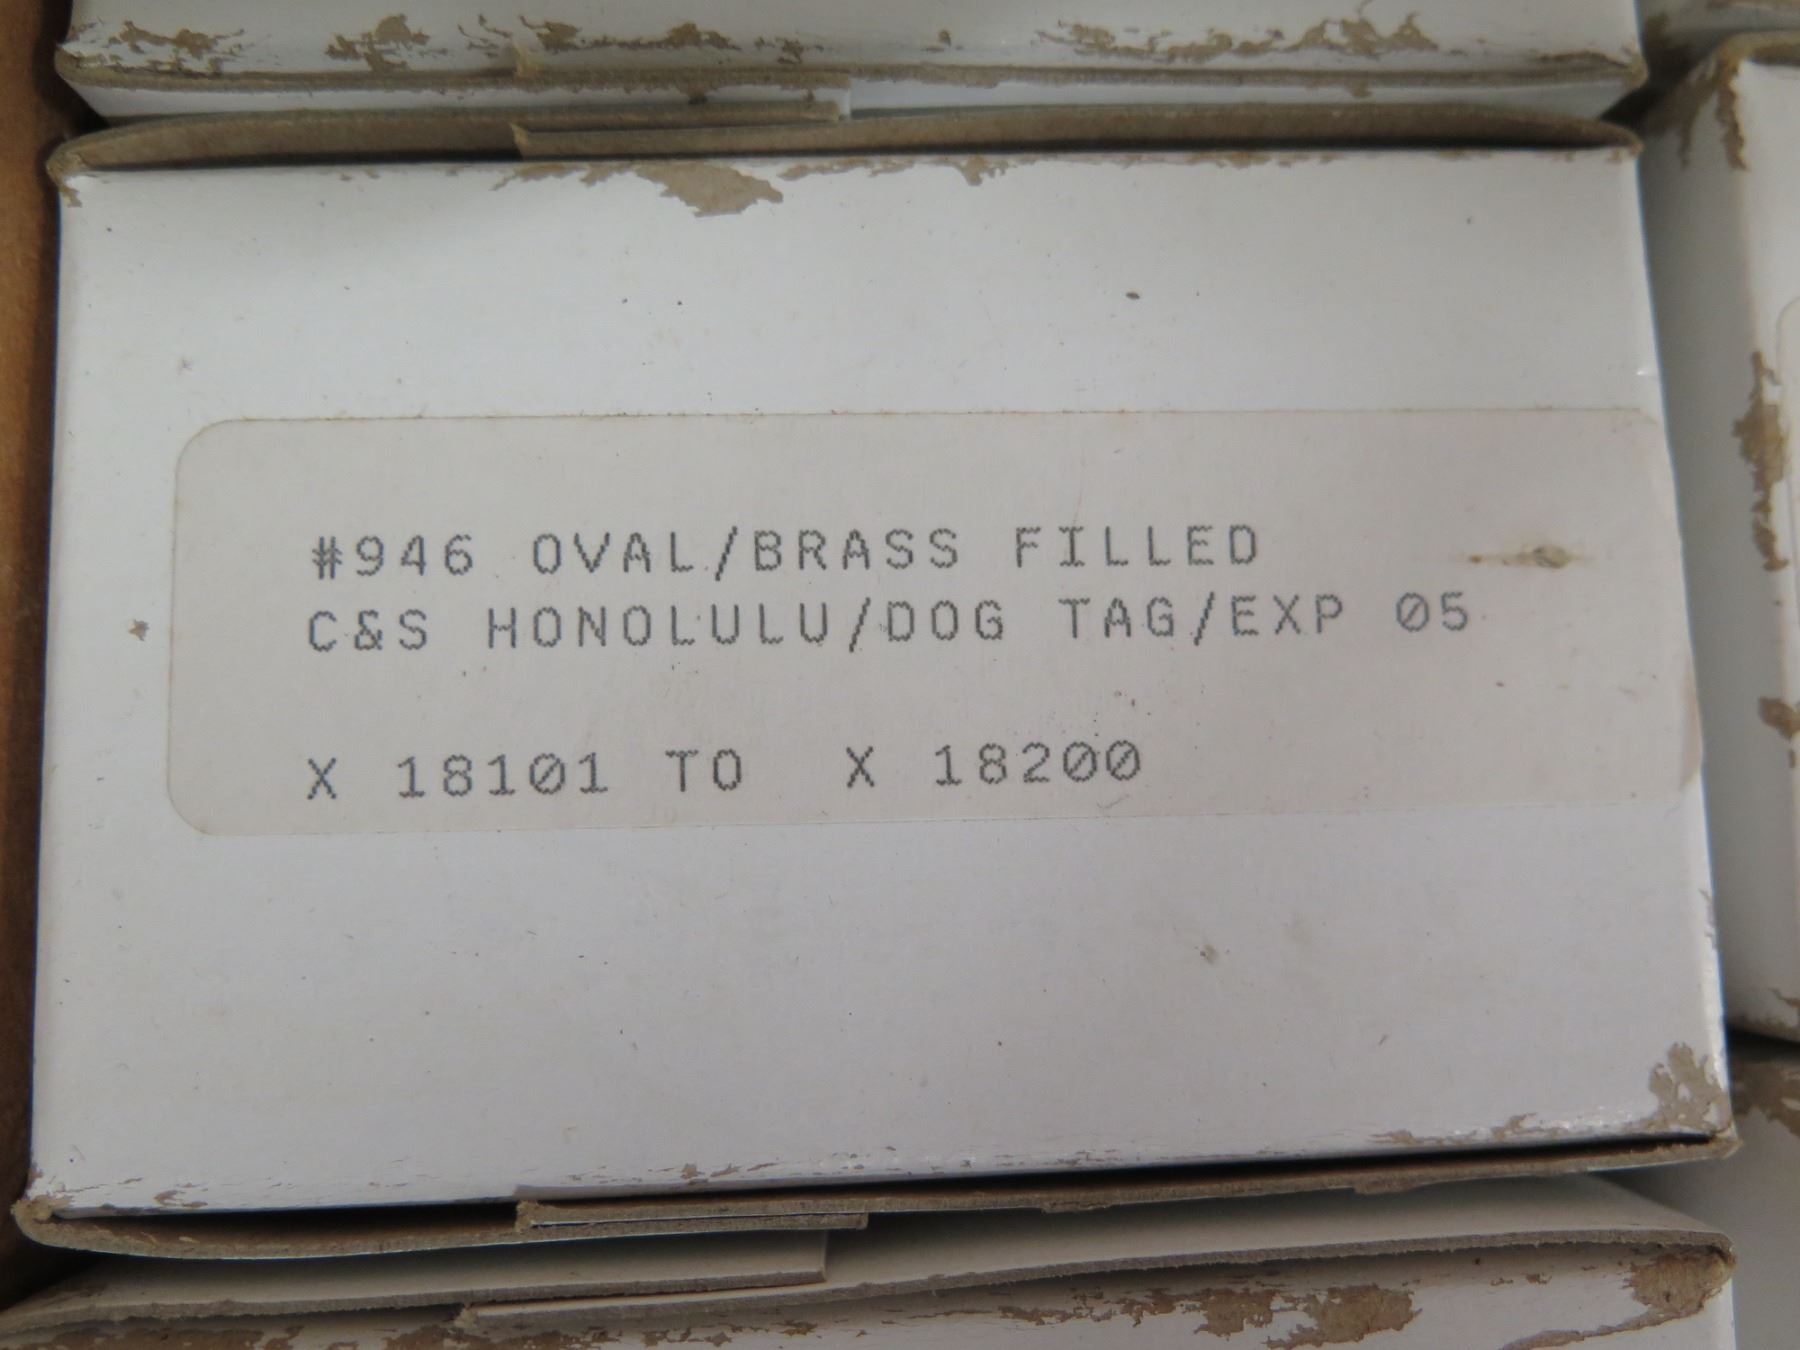 #946 OVAL/BRASS FILLED
C&S HONOLULU/DOG TAG/EXP 05
X 18101 TO X 18200